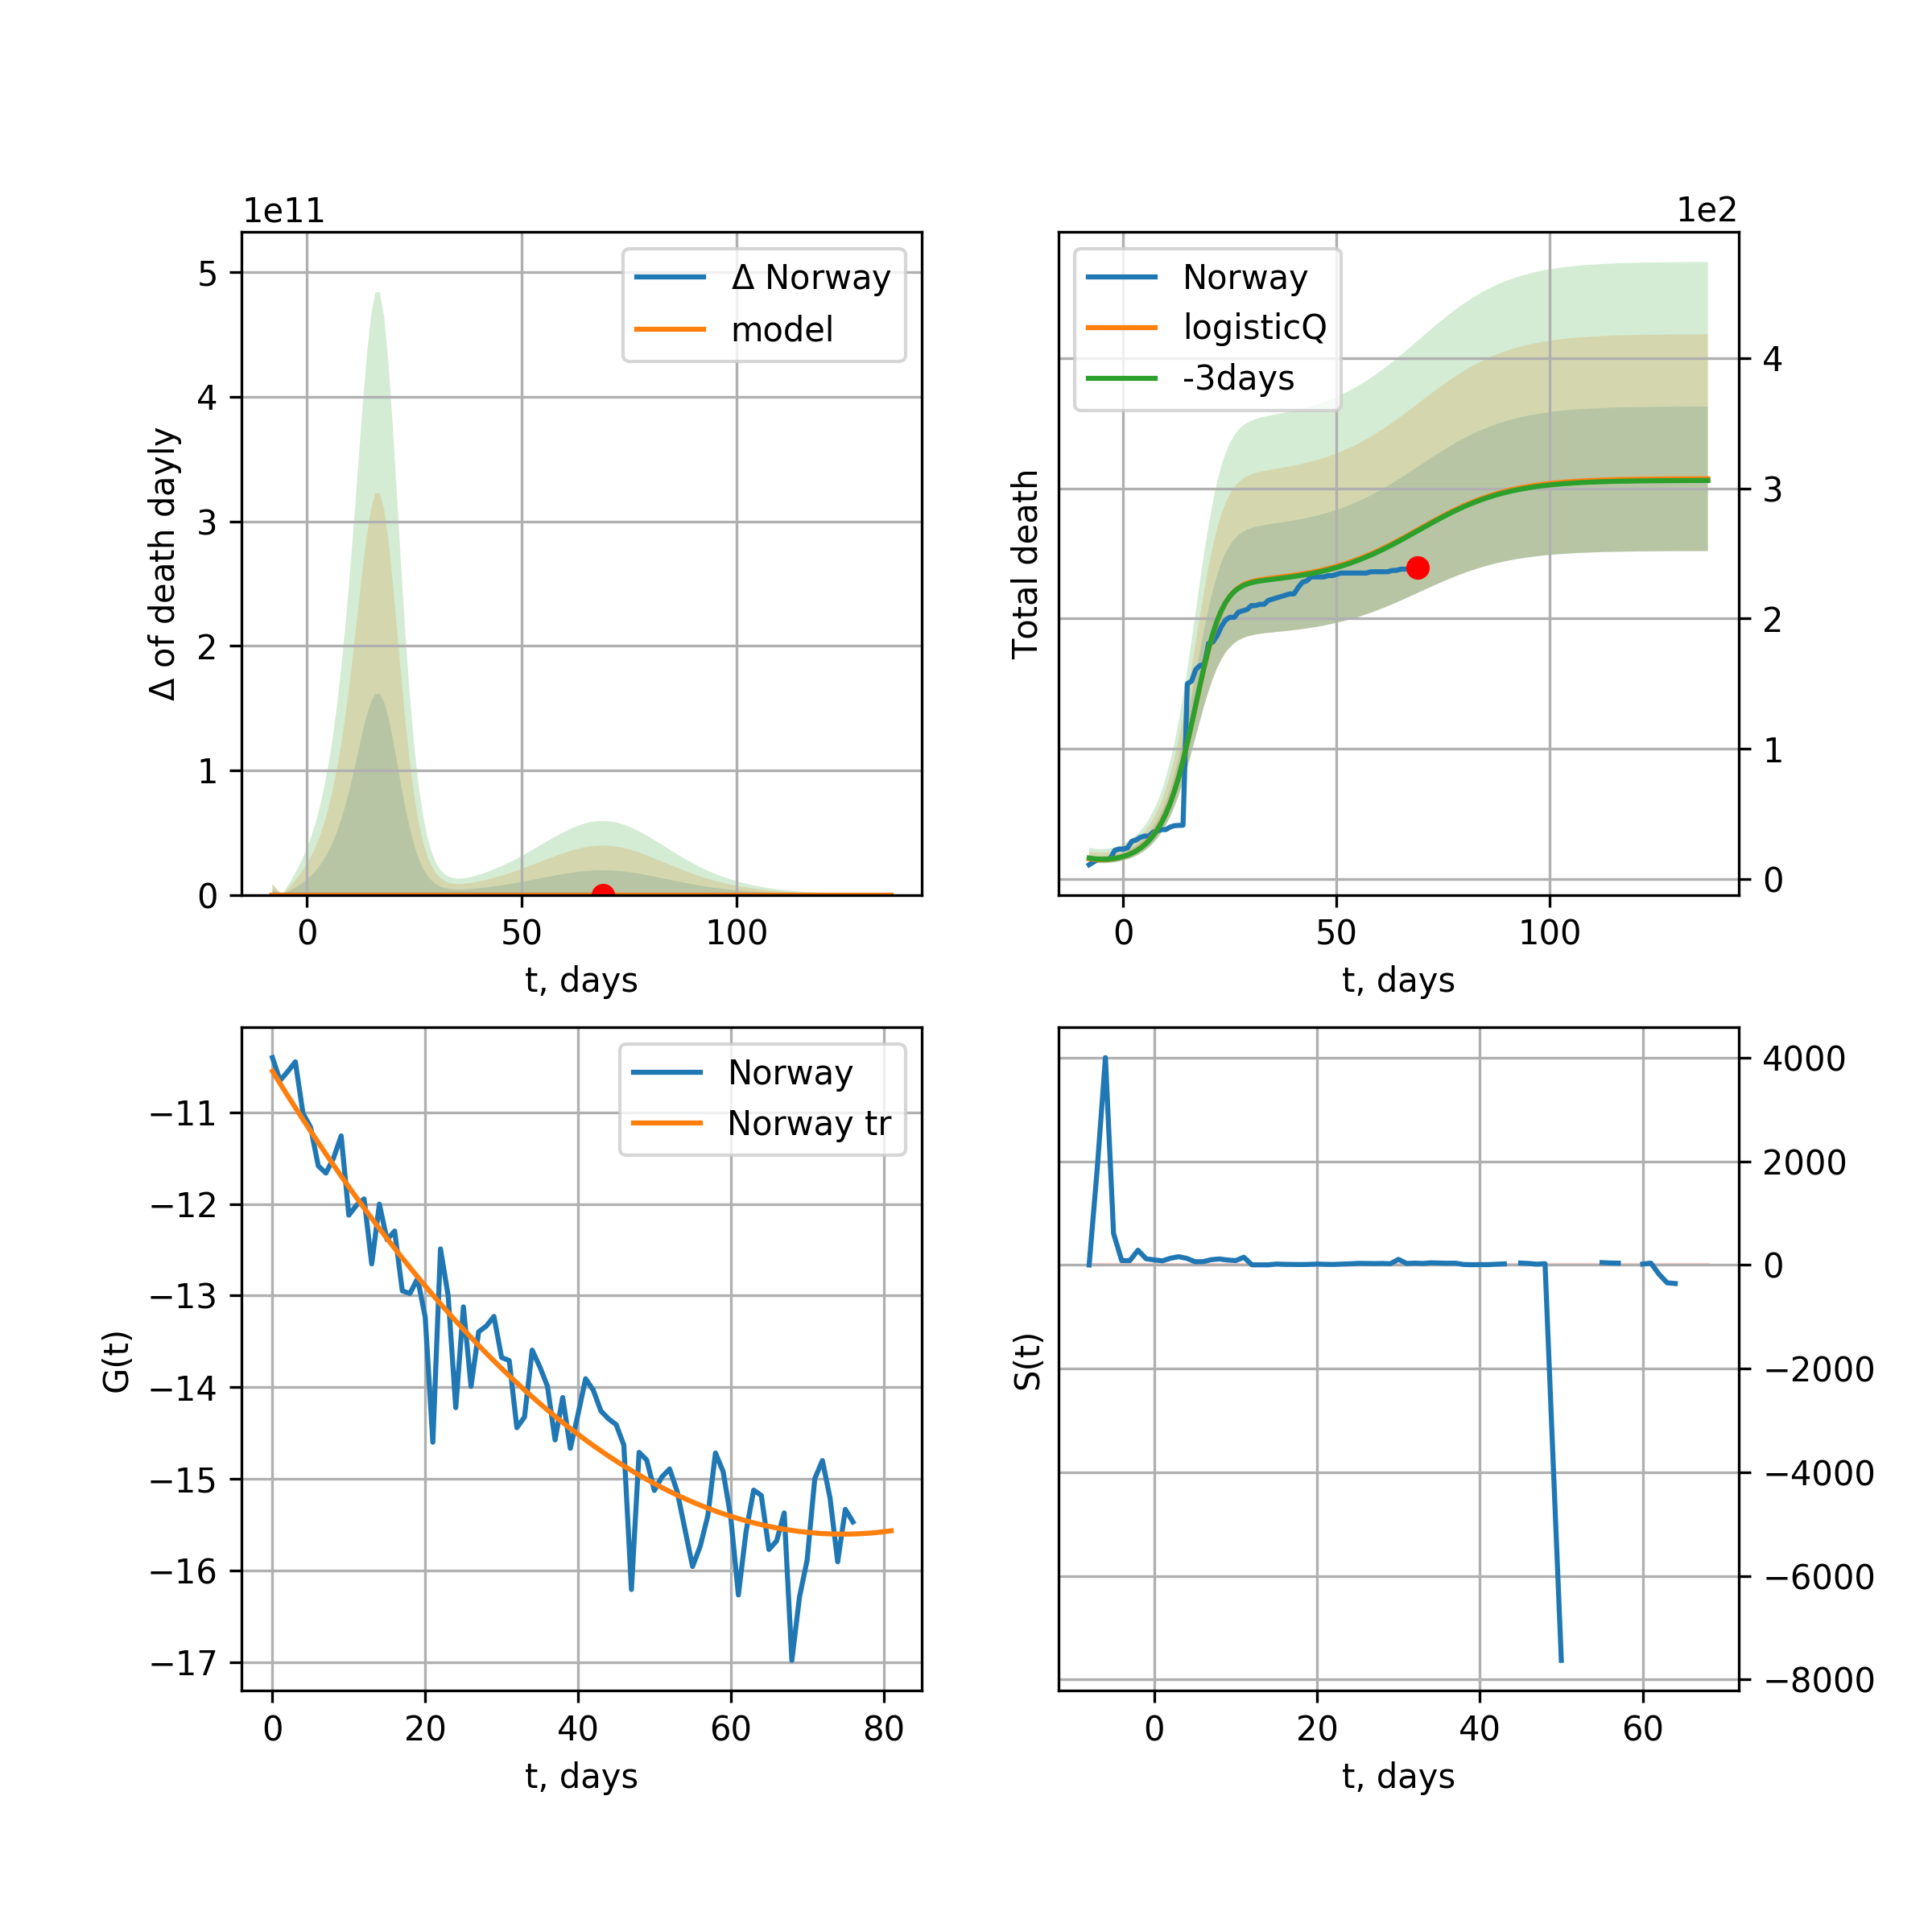 1e11
Δ of death dayly
5
4
3
2
1
0
Δ Norway
model
0 50 100
t, days
1e2
Total death
Norway
logisticQ
-3days
4
3
2
1
0
0 50 100
t, days
G(t)
−11
−12
−13
−14
−15
−16
−17
Norway
Norway tr
0 20 40 60 80
t, days
S(t)
4000
2000
0
−2000
−4000
−6000
−8000
0 20 40 60
t, days